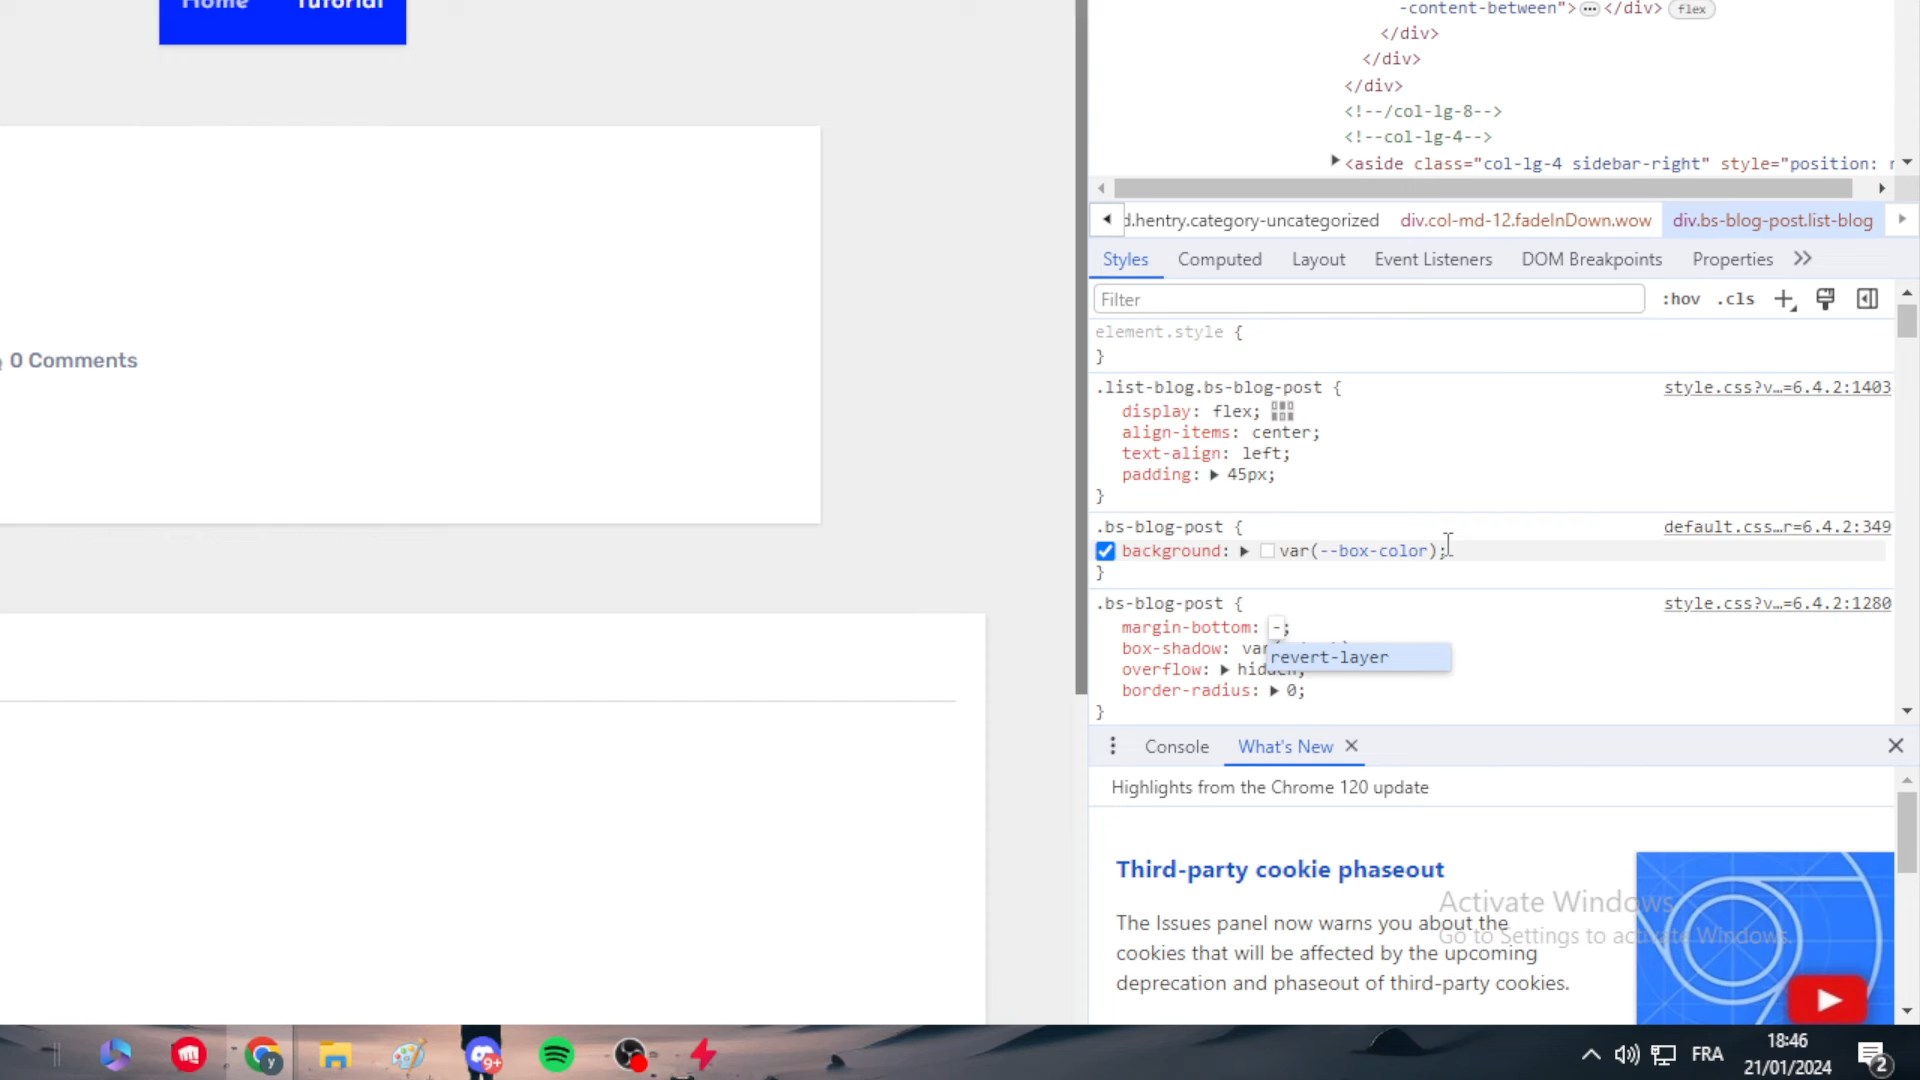 Home Tutorial
-content-between"> ⋯ </div> flex
</div>
</div>
</div>
<!--/col-lg-8-->
<!--col-lg-4-->
<aside class="col-lg-4 sidebar-right" style="position: r
d.hentry.category-uncategorized div.col-md-12.fadeInDown.wow div.bs-blog-post.list-blog
Styles Computed Layout Event Listeners DOM Breakpoints Properties
Filter :hov .cls
element.style {
}
.list-blog.bs-blog-post { style.css?v…=6.4.2:1403
display: flex;
align-items: center;
text-align: left;
padding: 45px;
}
.bs-blog-post { default.css…r=6.4.2:349
background: var(--box-color);
}
.bs-blog-post { style.css?v…=6.4.2:1280
margin-bottom: -;
box-shadow: var
revert-layer
overflow: hidden;
border-radius: 0;
}
0 Comments
Console What's New
Highlights from the Chrome 120 update
Third-party cookie phaseout
The Issues panel now warns you about the
cookies that will be affected by the upcoming
deprecation and phaseout of third-party cookies.
Activate Windows
Go to Settings to activate Windows.
9+
y
FRA
18:46
21/01/2024
2